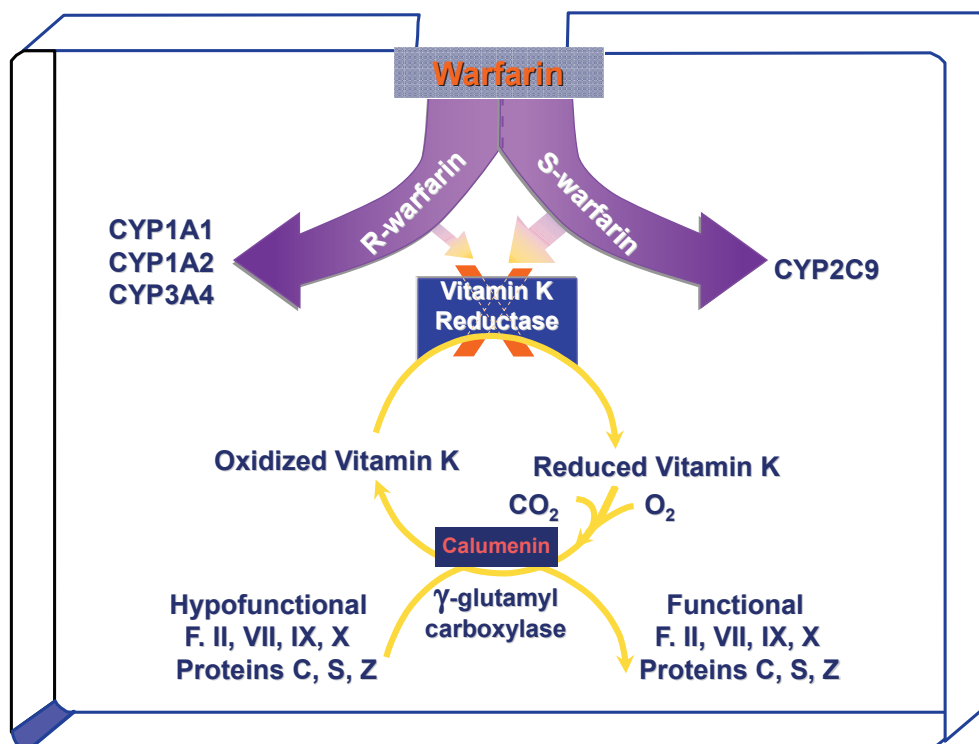 Warfarin
R-warfarin
S-warfarin
CYP1A1
CYP1A2
CYP3A4
CYP2C9
Vitamin K
Reductase
Oxidized Vitamin K
Reduced Vitamin K
CO₂
O₂
Calumenin
γ-glutamyl
carboxylase
Hypofunctional
F. II, VII, IX, X
Proteins C, S, Z
Functional
F. II, VII, IX, X
Proteins C, S, Z